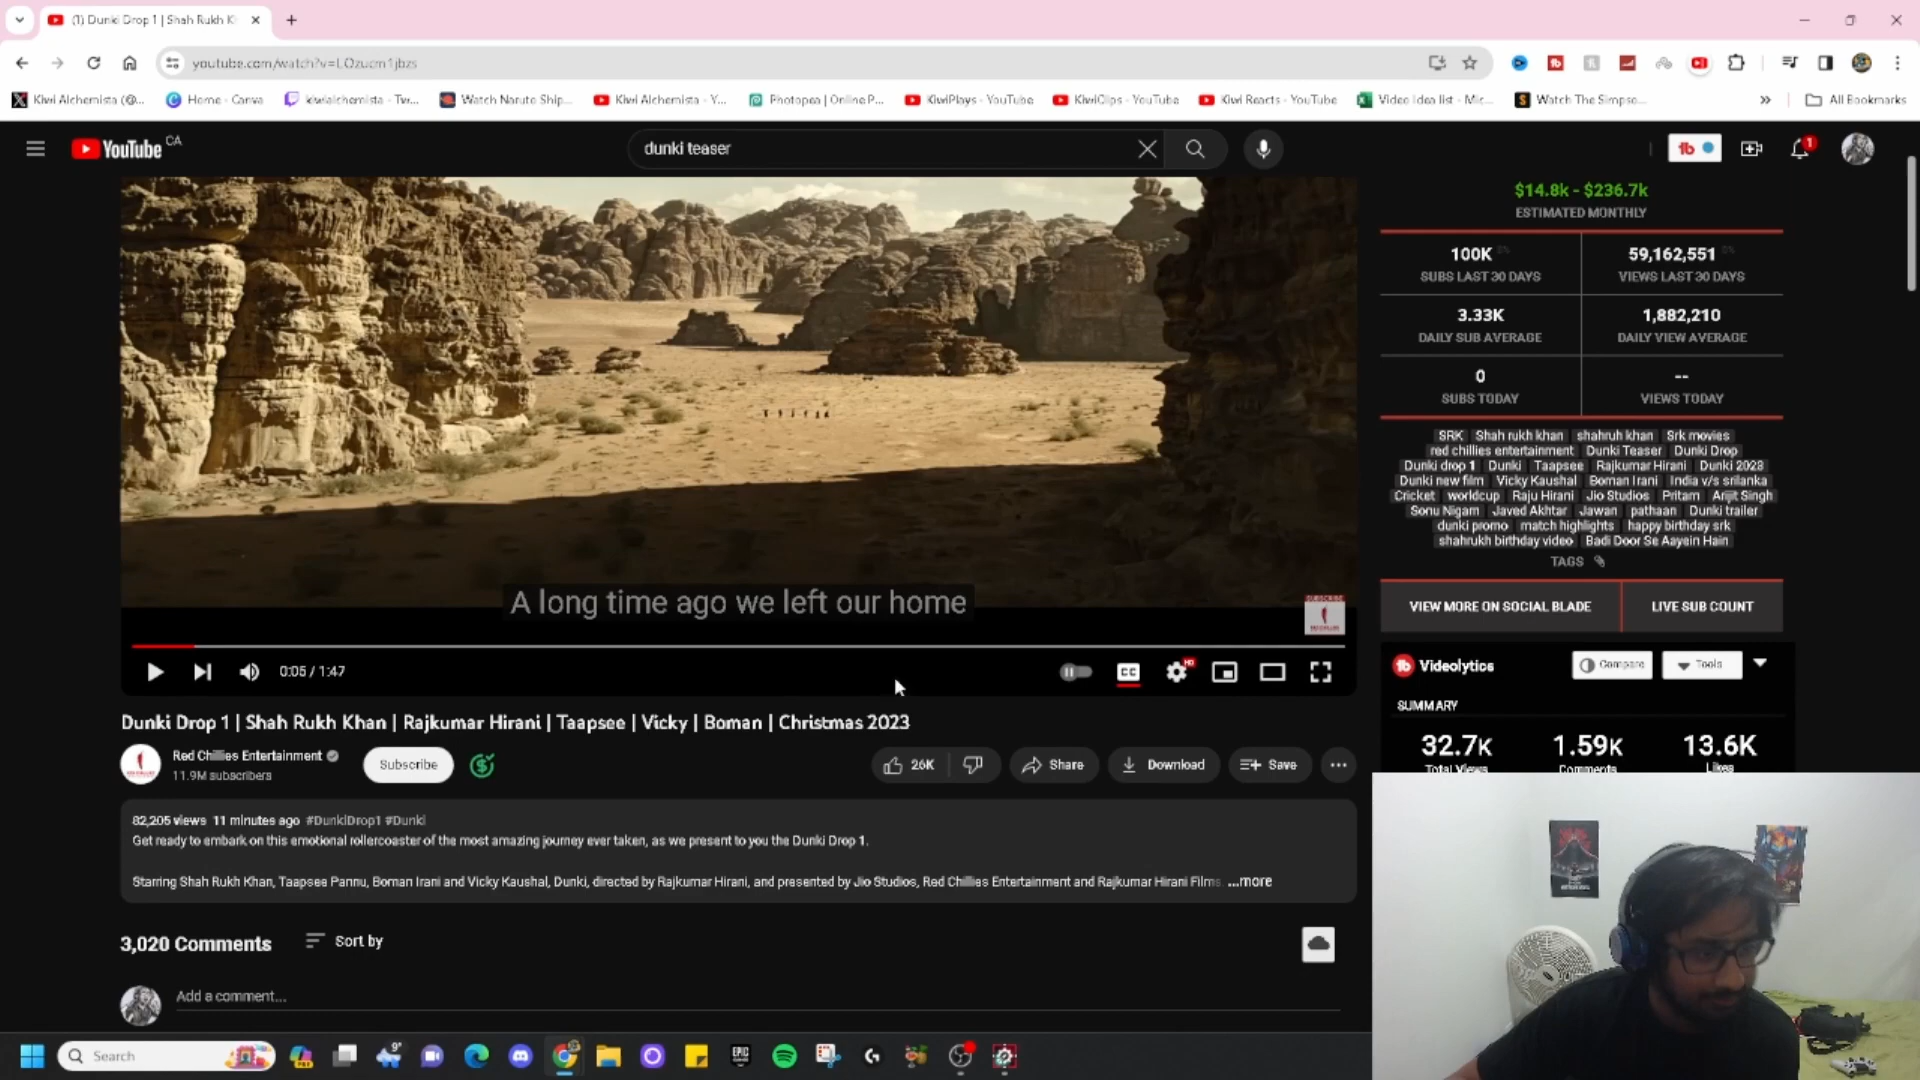 (1) Dunki Drop 1 | Shah Rukh K
youtube.com/watch?v=LOzucm1jbzs
Kiwi Alchemista (@...
Home - Canva
kiwialchemista - Tw...
Watch Naruto Ship...
Kiwi Alchemista - Y...
Photopea | Online P...
KiwiPlays - YouTube
KiwiClips - YouTube
Kiwi Reacts - YouTube
Video Idea list - Mic...
Watch The Simpso...
All Bookmarks
YouTube CA
dunki teaser
1
$14.8k - $236.7k
ESTIMATED MONTHLY
100K
SUBS LAST 30 DAYS
59,162,551
VIEWS LAST 30 DAYS
3.33K
DAILY SUB AVERAGE
1,882,210
DAILY VIEW AVERAGE
0
SUBS TODAY
--
VIEWS TODAY
SRK Shah rukh khan shahruh khan Srk movies
red chillies entertainment Dunki Teaser Dunki Drop
Dunki drop 1 Dunki Taapsee Rajkumar Hirani Dunki 2023
Dunki new film Vicky Kaushal Boman Irani India v/s srilanka
Cricket worldcup Raju Hirani Jio Studios Pritam Arijit Singh
Sonu Nigam Javed Akhtar Jawan pathaan Dunki trailer
dunki promo match highlights happy birthday srk
shahrukh birthday video Badi Door Se Aayein Hain
TAGS
VIEW MORE ON SOCIAL BLADE
LIVE SUB COUNT
A long time ago we left our home
SUBSCRIBE
0:05 / 1:47
CC
HD
Videolytics
Compare
Tools
SUMMARY
32.7K
Total Views
1.59K
Comments
13.6K
Likes
Dunki Drop 1 | Shah Rukh Khan | Rajkumar Hirani | Taapsee | Vicky | Boman | Christmas 2023
Red Chillies Entertainment
11.9M subscribers
Subscribe
26K
Share
Download
Save
82,205 views 11 minutes ago #DunkiDrop1 #Dunki
Get ready to embark on this emotional rollercoaster of the most amazing journey ever taken, as we present to you the Dunki Drop 1.
Starring Shah Rukh Khan, Taapsee Pannu, Boman Irani and Vicky Kaushal, Dunki, directed by Rajkumar Hirani, and presented by Jio Studios, Red Chillies Entertainment and Rajkumar Hirani Films. ...more
3,020 Comments
Sort by
Add a comment...
Search
9°
EPIC